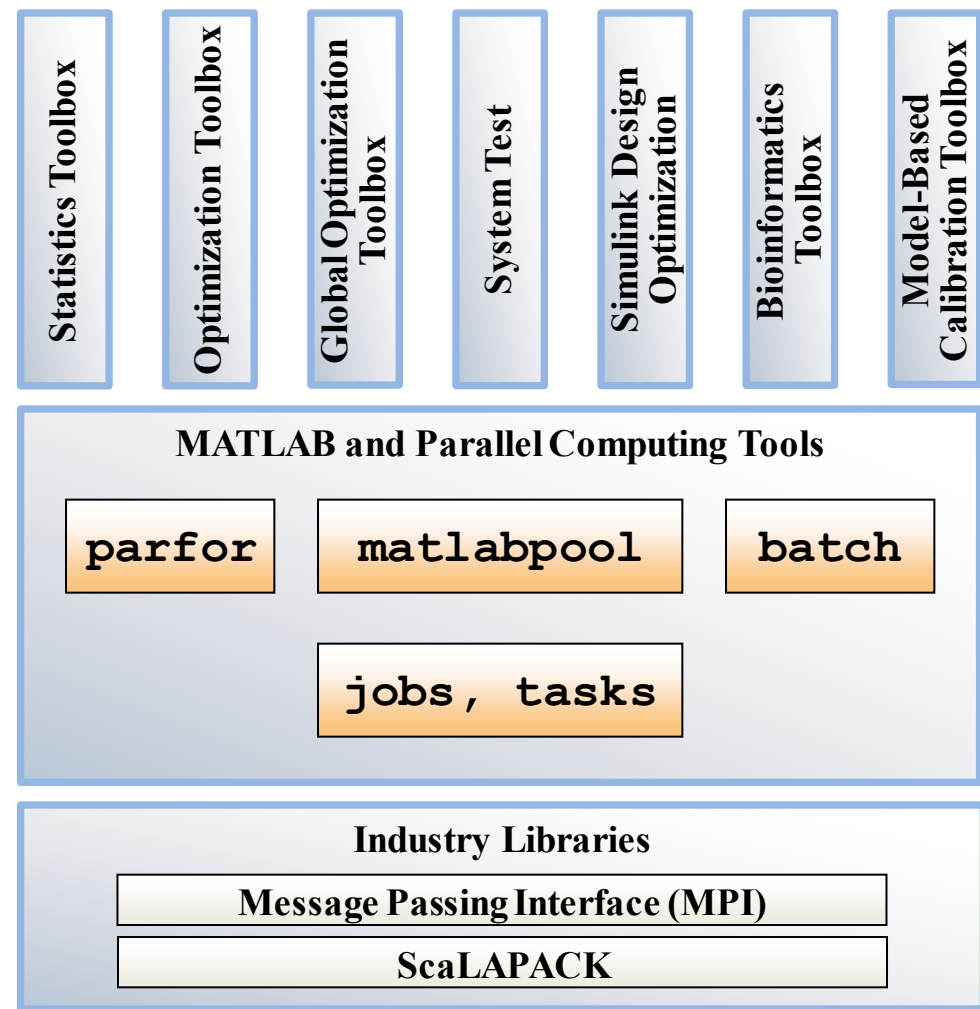 Statistics Toolbox
Optimization Toolbox
Global Optimization
Toolbox
System Test
Simulink Design
Optimization
Bioinformatics
Toolbox
Model-Based
Calibration Toolbox
MATLAB and Parallel Computing Tools
parfor
matlabpool
batch
jobs, tasks
Industry Libraries
Message Passing Interface (MPI)
ScaLAPACK